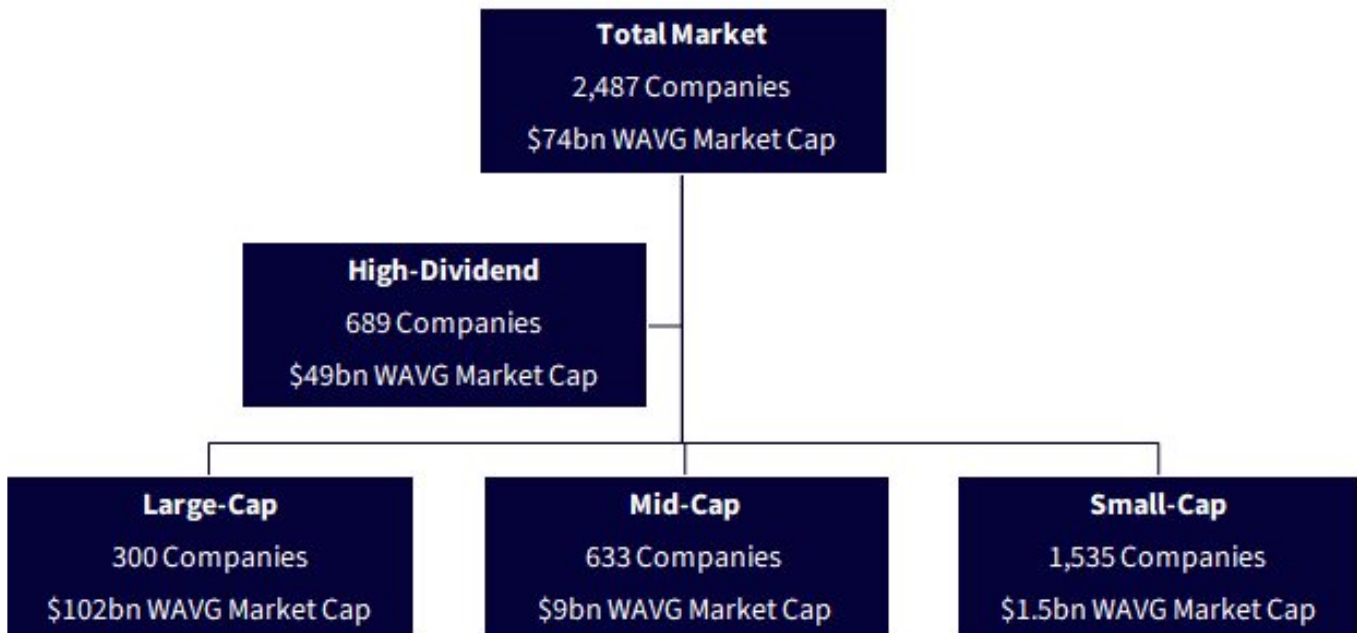 Total Market
2,487 Companies
$74bn WAVG Market Cap
High-Dividend
689 Companies
$49bn WAVG Market Cap
Large-Cap
300 Companies
$102bn WAVG Market Cap
Mid-Cap
633 Companies
$9bn WAVG Market Cap
Small-Cap
1,535 Companies
$1.5bn WAVG Market Cap